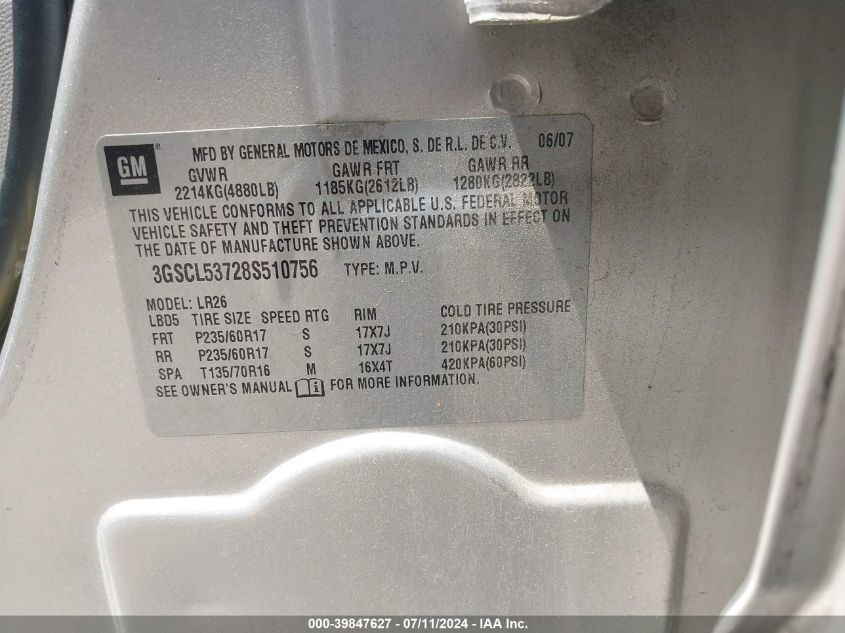 GM ® MFD BY GENERAL MOTORS DE MEXICO, S. DE R.L. DE C.V. 06/07
GVWR GAWR FRT GAWR RR
2214KG(4880LB) 1185KG(2612LB) 1280KG(2822LB)
THIS VEHICLE CONFORMS TO ALL APPLICABLE U.S. FEDERAL MOTOR
VEHICLE SAFETY AND THEFT PREVENTION STANDARDS IN EFFECT ON
THE DATE OF MANUFACTURE SHOWN ABOVE.
3GSCL53728S510756 TYPE: M.P.V.
MODEL: LR26
LBD5 TIRE SIZE SPEED RTG RIM COLD TIRE PRESSURE
FRT P235/60R17 S 17X7J 210KPA(30PSI)
RR P235/60R17 S 17X7J 210KPA(30PSI)
SPA T135/70R16 M 16X4T 420KPA(60PSI)
SEE OWNER'S MANUAL FOR MORE INFORMATION.
000-39847627 - 07/11/2024 - IAA Inc.